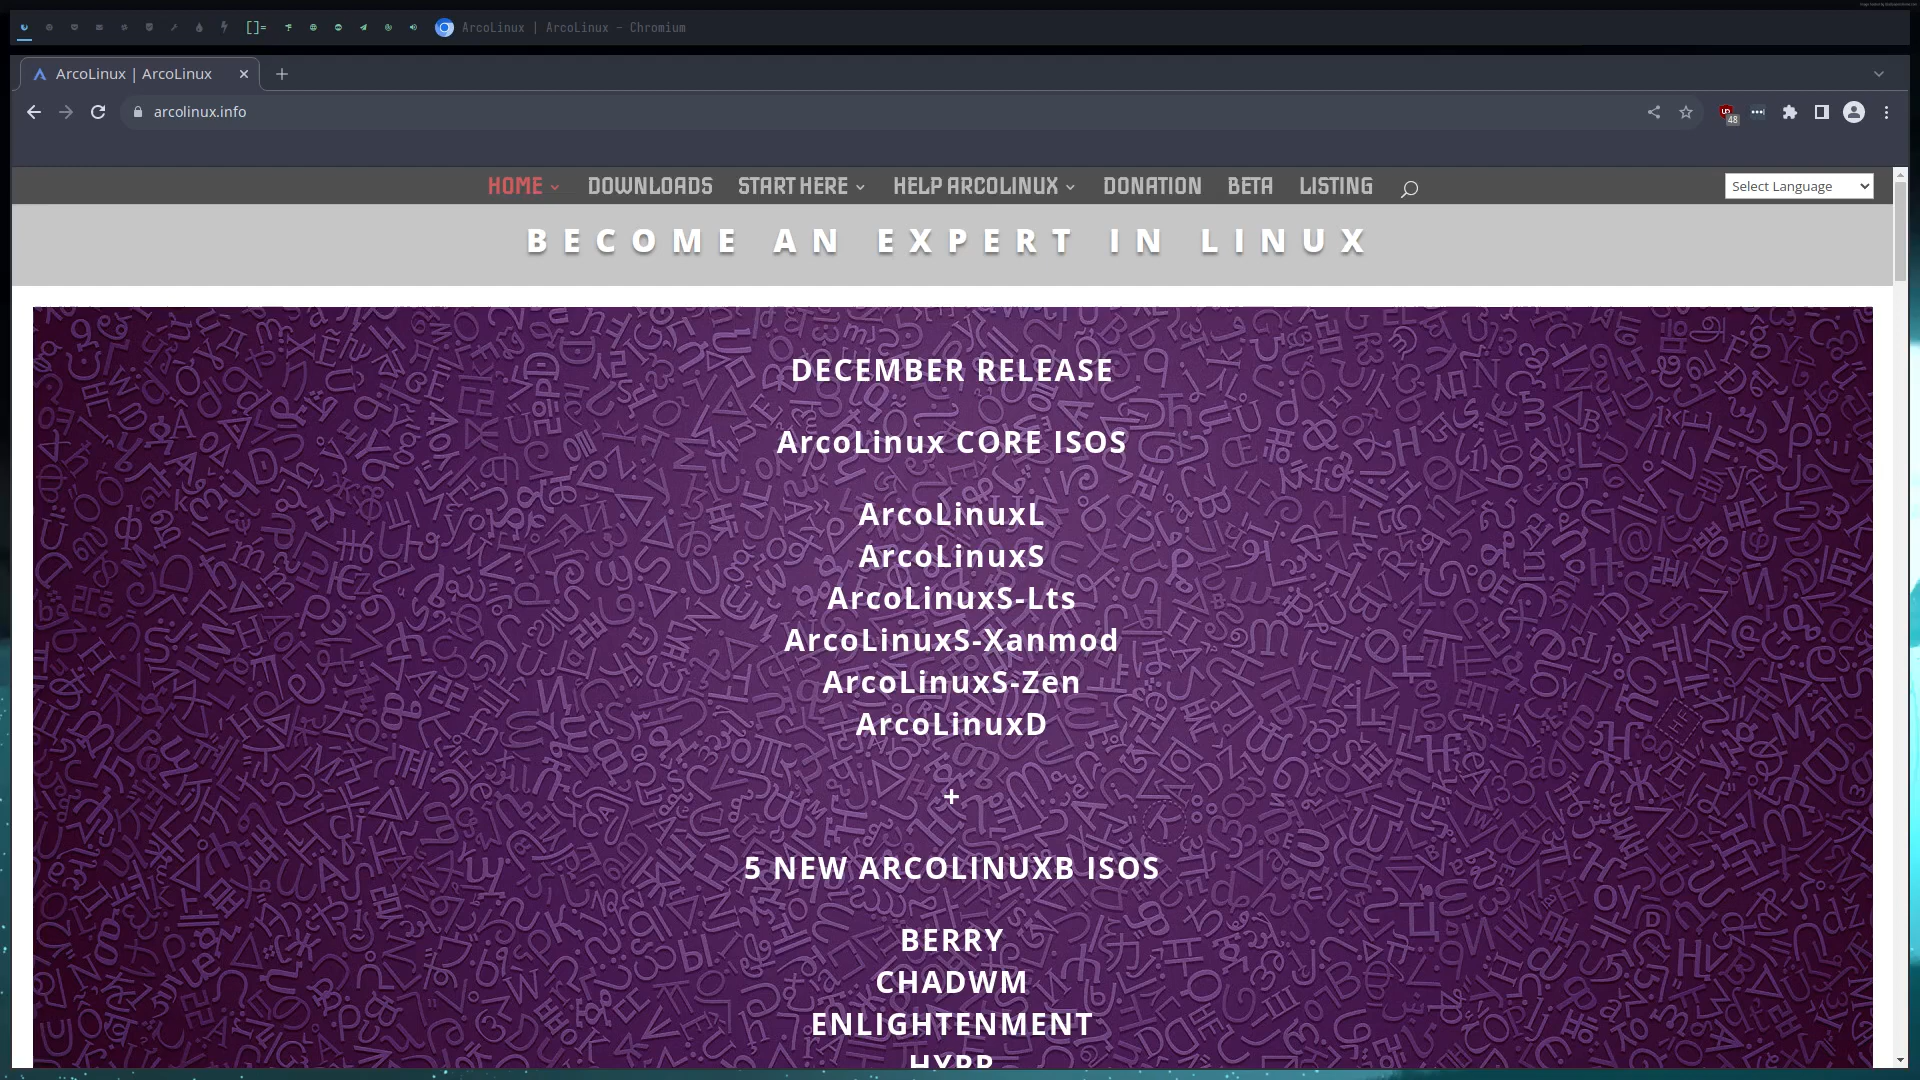 []=
ArcoLinux | ArcoLinux - Chromium
ArcoLinux | ArcoLinux
arcolinux.info
48
HOME DOWNLOADS START HERE HELP ARCOLINUX DONATION BETA LISTING
Select Language
BECOME AN EXPERT IN LINUX
DECEMBER RELEASE
ArcoLinux CORE ISOS
ArcoLinuxL
ArcoLinuxS
ArcoLinuxS-Lts
ArcoLinuxS-Xanmod
ArcoLinuxS-Zen
ArcoLinuxD
+
5 NEW ARCOLINUXB ISOS
BERRY
CHADWM
ENLIGHTENMENT